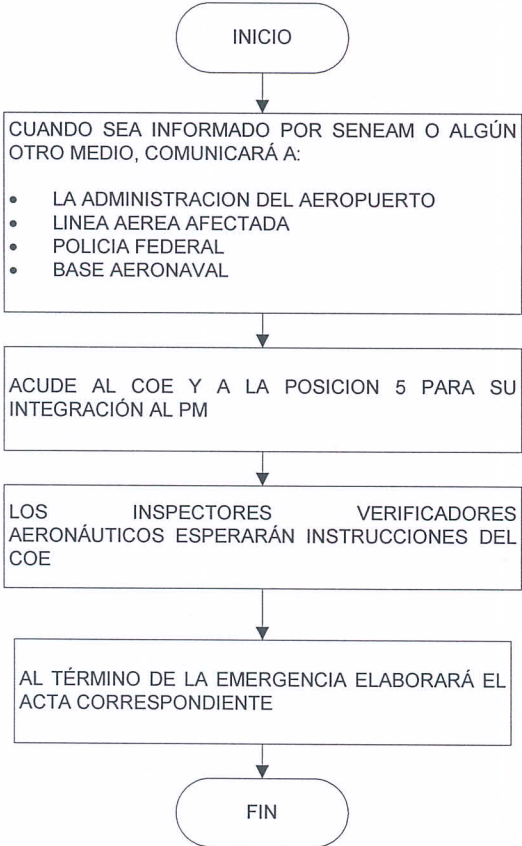 INICIO
CUANDO SEA INFORMADO POR SENEAM O ALGÚN
OTRO MEDIO, COMUNICARÁ A:
• LA ADMINISTRACION DEL AEROPUERTO
• LINEA AEREA AFECTADA
• POLICIA FEDERAL
• BASE AERONAVAL
ACUDE AL COE Y A LA POSICION 5 PARA SU
INTEGRACIÓN AL PM
LOS INSPECTORES VERIFICADORES
AERONÁUTICOS ESPERARÁN INSTRUCCIONES DEL
COE
AL TÉRMINO DE LA EMERGENCIA ELABORARÁ EL
ACTA CORRESPONDIENTE
FIN